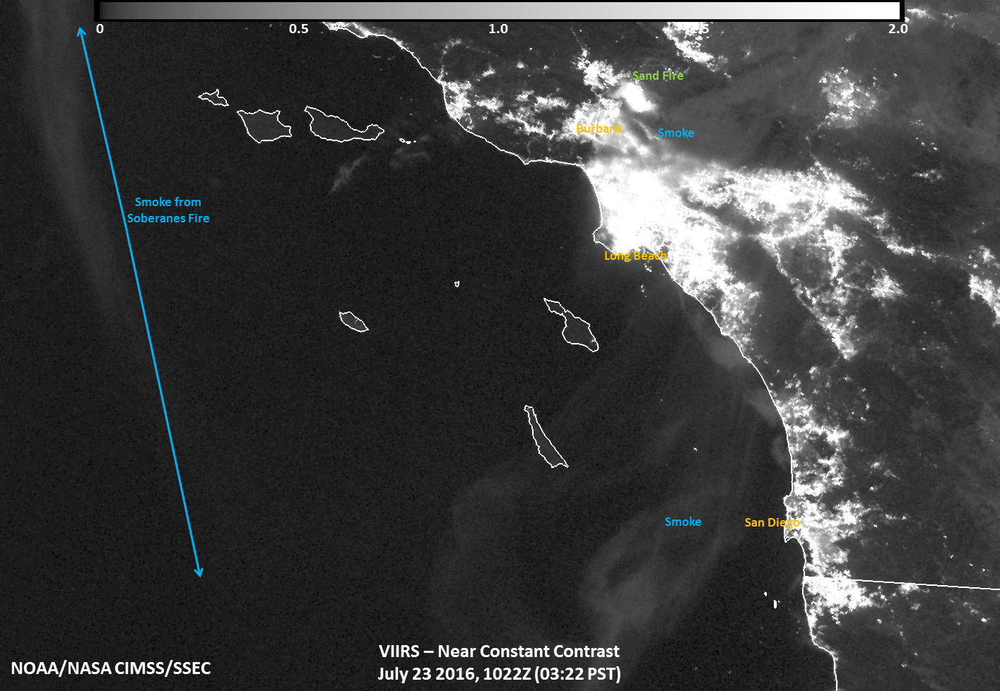 0 0.5 1.0 2.0
Sand Fire
Burbank
Smoke
Smoke from
Soberanes Fire
Long Beach
Smoke
San Diego
VIIRS – Near Constant Contrast
July 23 2016, 1022Z (03:22 PST)
NOAA/NASA CIMSS/SSEC